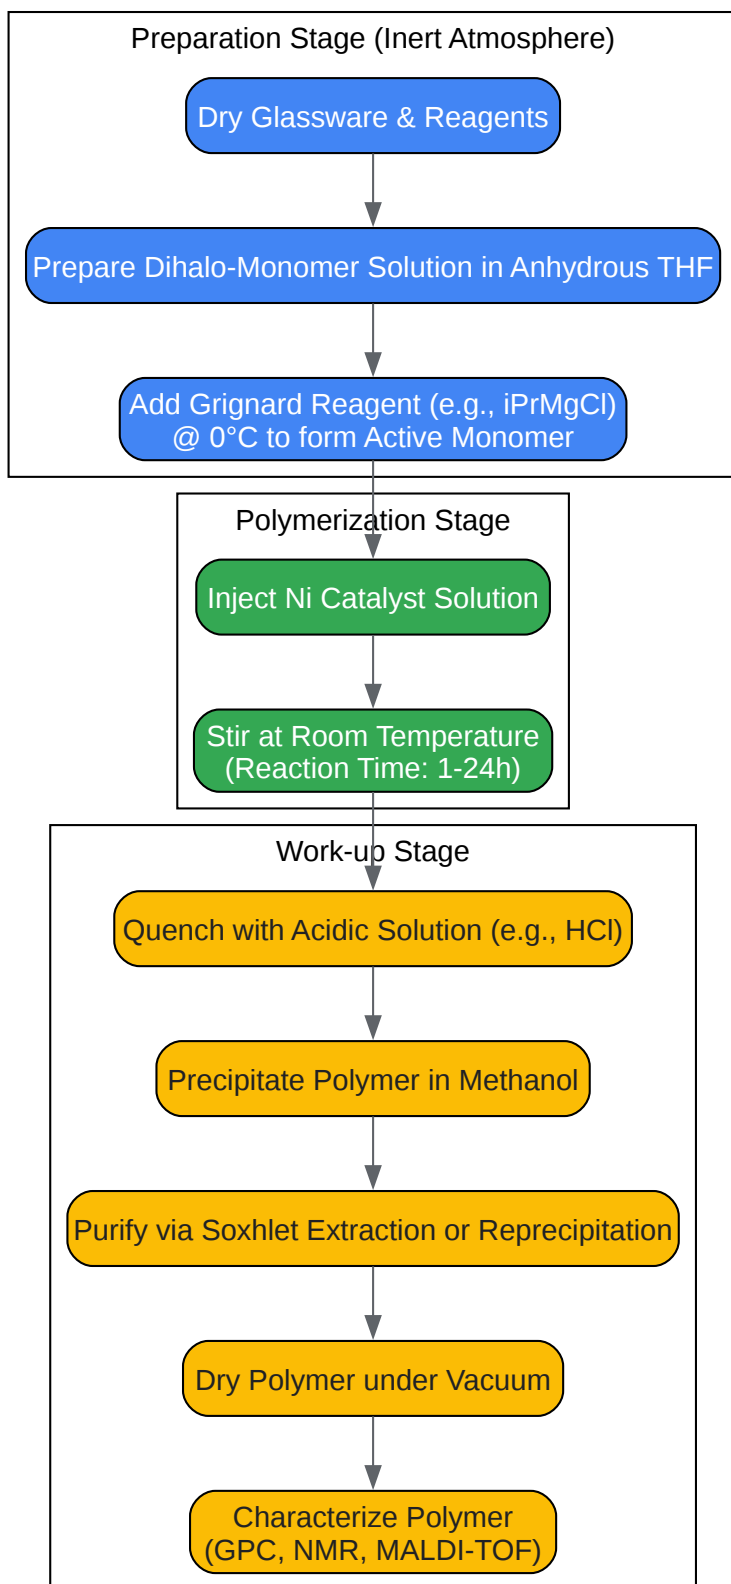 Preparation Stage (Inert Atmosphere)
Dry Glassware & Reagents
Prepare Dihalo-Monomer Solution in Anhydrous THF
Add Grignard Reagent (e.g., iPrMgCl)
@ 0°C to form Active Monomer
Polymerization Stage
Inject Ni Catalyst Solution
Stir at Room Temperature
(Reaction Time: 1-24h)
Work-up Stage
Quench with Acidic Solution (e.g., HCl)
Precipitate Polymer in Methanol
Purify via Soxhlet Extraction or Reprecipitation
Dry Polymer under Vacuum
Characterize Polymer
(GPC, NMR, MALDI-TOF)